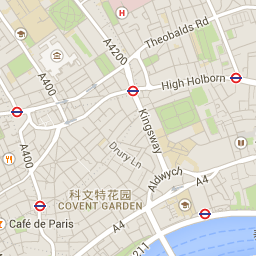 A4200
Theobalds Rd
A400
High Holborn
Kingsway
A400
Drury Ln
Aldwych
A4
科文特花园
COVENT GARDEN
Café de Paris
A4